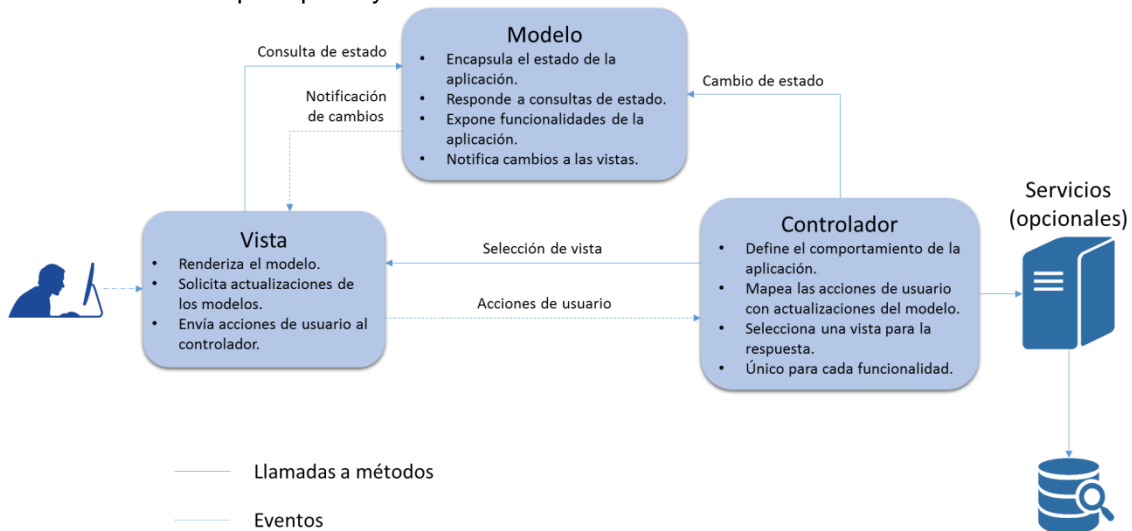 Modelo
• Encapsula el estado de la
aplicación.
• Responde a consultas de estado.
• Expone funcionalidades de la
aplicación.
• Notifica cambios a las vistas.
Consulta de estado
Notificación
de cambios
Cambio de estado
Vista
• Renderiza el modelo.
• Solicita actualizaciones de
los modelos.
• Envía acciones de usuario al
controlador.
Selección de vista
Acciones de usuario
Controlador
• Define el comportamiento de la
aplicación.
• Mapea las acciones de usuario
con actualizaciones del modelo.
• Selecciona una vista para la
respuesta.
• Único para cada funcionalidad.
Servicios
(opcionales)
Llamadas a métodos
Eventos